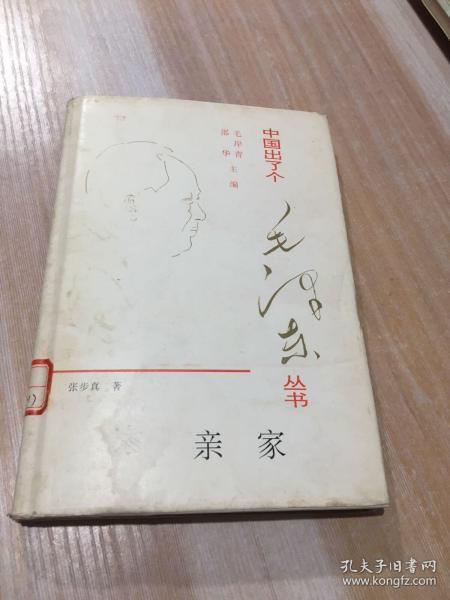 中国出了个
毛岸青
邵华 主编
毛泽东
丛书
张步真 著
亲家
孔夫子旧书网
www.kongfz.com